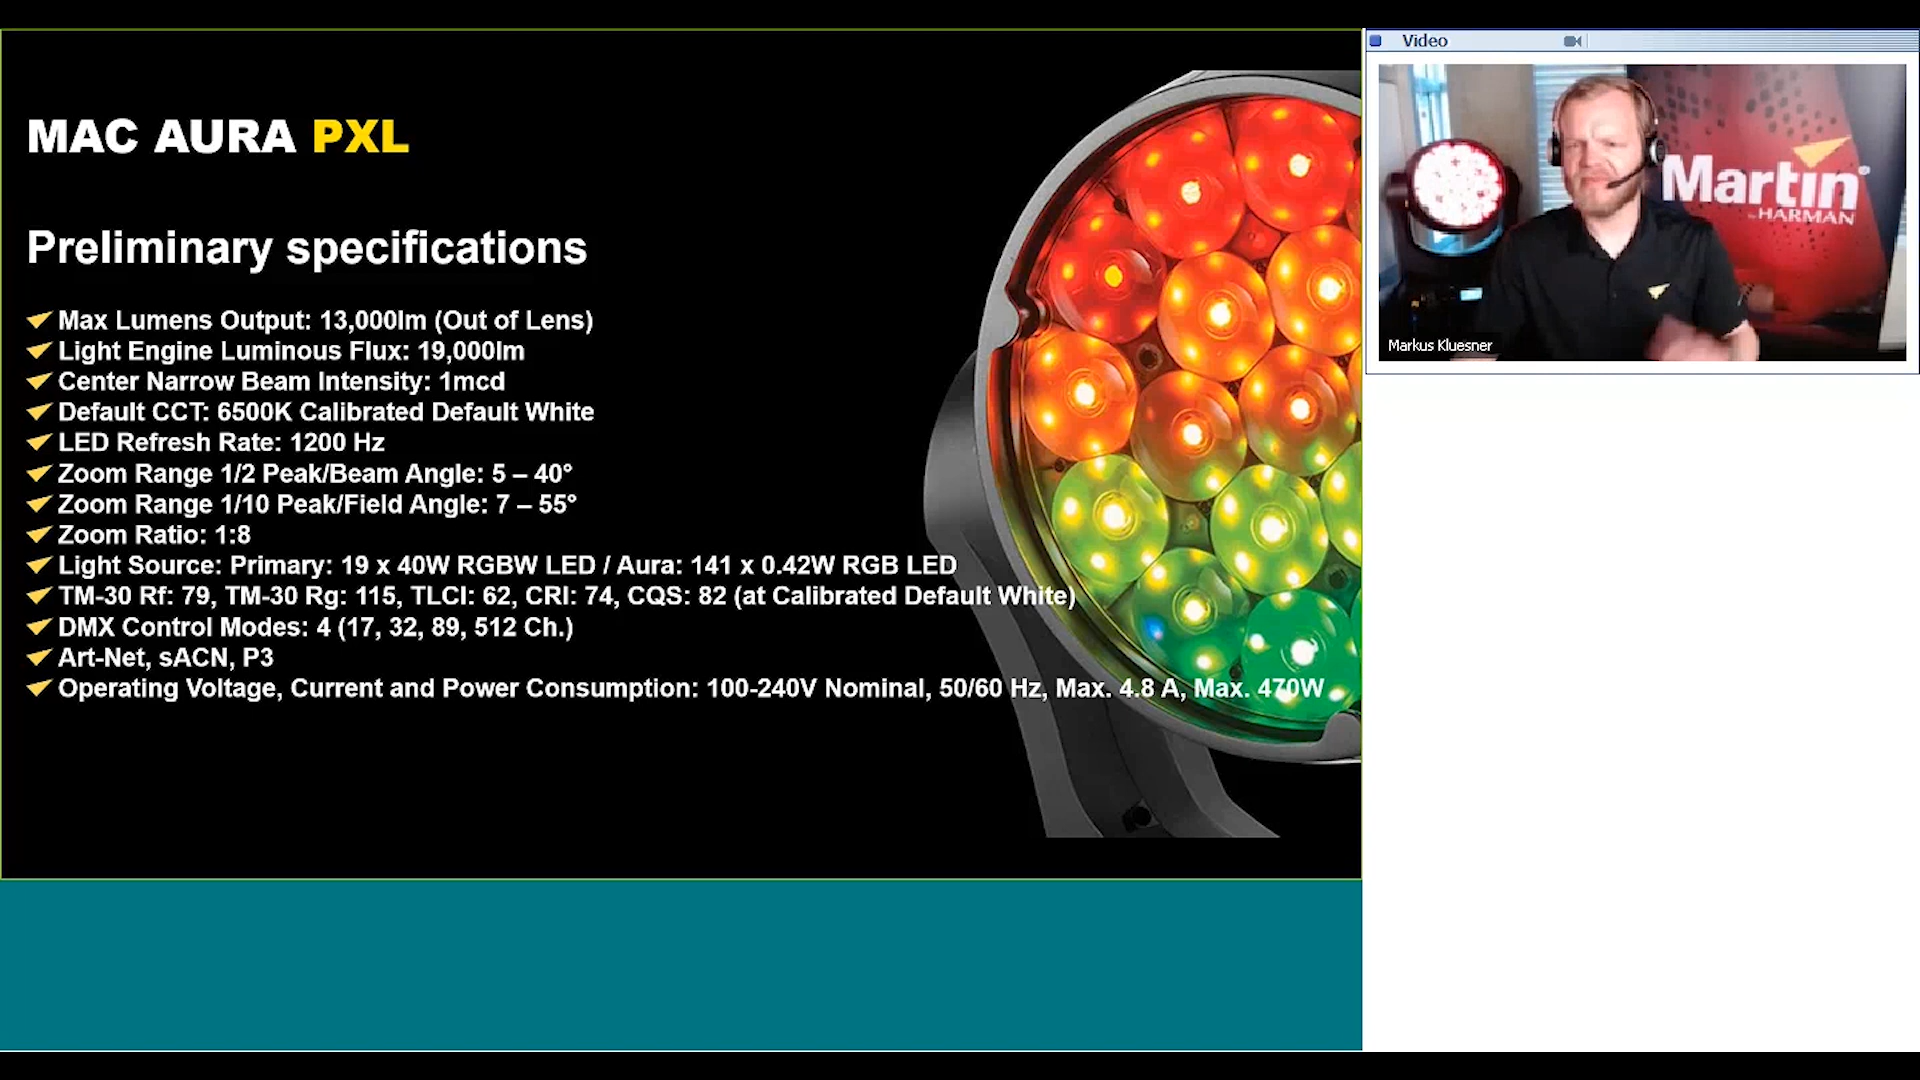 MAC AURA PXL
Preliminary specifications
Max Lumens Output: 13,000lm (Out of Lens)
Light Engine Luminous Flux: 19,000lm
Center Narrow Beam Intensity: 1mcd
Default CCT: 6500K Calibrated Default White
LED Refresh Rate: 1200 Hz
Zoom Range 1/2 Peak/Beam Angle: 5 – 40°
Zoom Range 1/10 Peak/Field Angle: 7 – 55°
Zoom Ratio: 1:8
Light Source: Primary: 19 x 40W RGBW LED / Aura: 141 x 0.42W RGB LED
TM-30 Rf: 79, TM-30 Rg: 115, TLCI: 62, CRI: 74, CQS: 82 (at Calibrated Default White)
DMX Control Modes: 4 (17, 32, 89, 512 Ch.)
Art-Net, sACN, P3
Operating Voltage, Current and Power Consumption: 100-240V Nominal, 50/60 Hz, Max. 4.8 A, Max. 470W
Video
Martin®
by HARMAN
Markus Kluesner